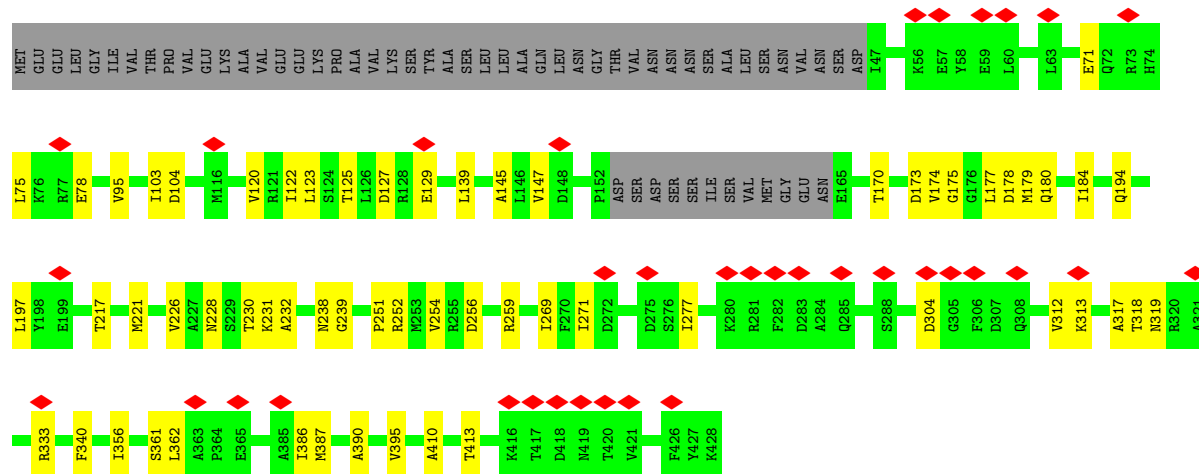 MET GLU GLU LEU GLY ILE VAL THR PRO VAL GLU LYS ALA VAL GLU GLU LYS PRO ALA VAL LYS SER TYR ALA SER LEU LEU ALA GLN LEU ASN GLY THR VAL ASN ASN ASN SER ALA LEU SER ASN VAL ASN SER ASP I47 K56 E57 Y58 E59 L60 L63 E71 Q72 R73 H74
L75 K76 R77 E78 V95 I103 D104 M116 V120 R121 I122 L123 S124 T125 L126 D127 R128 E129 L139 A145 L146 V147 D148 P152 ASP SER ASP SER SER ILE SER VAL MET GLY GLU ASN E165 T170 D173 V174 G175 G176 L177 D178 M179 Q180 I184 Q194
L197 Y198 E199 T217 M221 V226 A227 N228 S229 T230 K231 A232 N238 G239 P251 R252 M253 V254 R255 D256 R259 I269 F270 I271 D272 D275 S276 I277 K280 R281 F282 D283 A284 Q285 S288 D304 G305 F306 D307 Q308 V312 K313 A317 T318 N319 R320 A321
R333 F340 I356 S361 L362 A363 P364 E365 A385 I386 M387 A390 V395 A410 T413 K416 T417 D418 N419 T420 V421 F426 Y427 K428